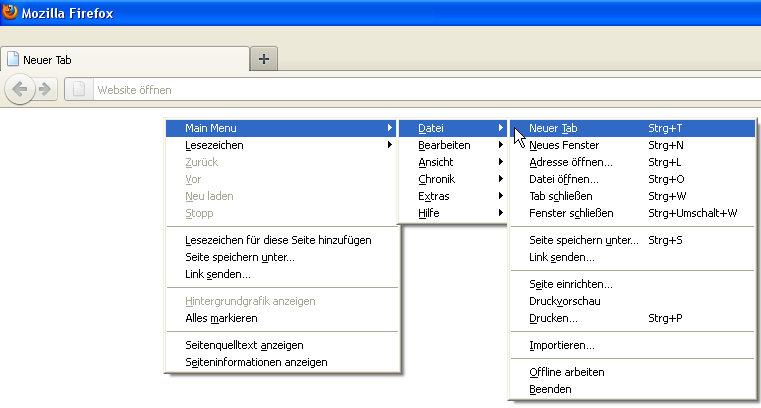 Mozilla Firefox
Neuer Tab
Website öffnen
Main Menu
Lesezeichen
Zurück
Vor
Neu laden
Stopp
Lesezeichen für diese Seite hinzufügen
Seite speichern unter...
Link senden...
Hintergrundgrafik anzeigen
Alles markieren
Seitenquelltext anzeigen
Seiteninformationen anzeigen
Datei
Bearbeiten
Ansicht
Chronik
Extras
Hilfe
Neuer Tab Strg+T
Neues Fenster Strg+N
Adresse öffnen... Strg+L
Datei öffnen... Strg+O
Tab schließen Strg+W
Fenster schließen Strg+Umschalt+W
Seite speichern unter... Strg+S
Link senden...
Seite einrichten...
Druckvorschau
Drucken... Strg+P
Importieren...
Offline arbeiten
Beenden